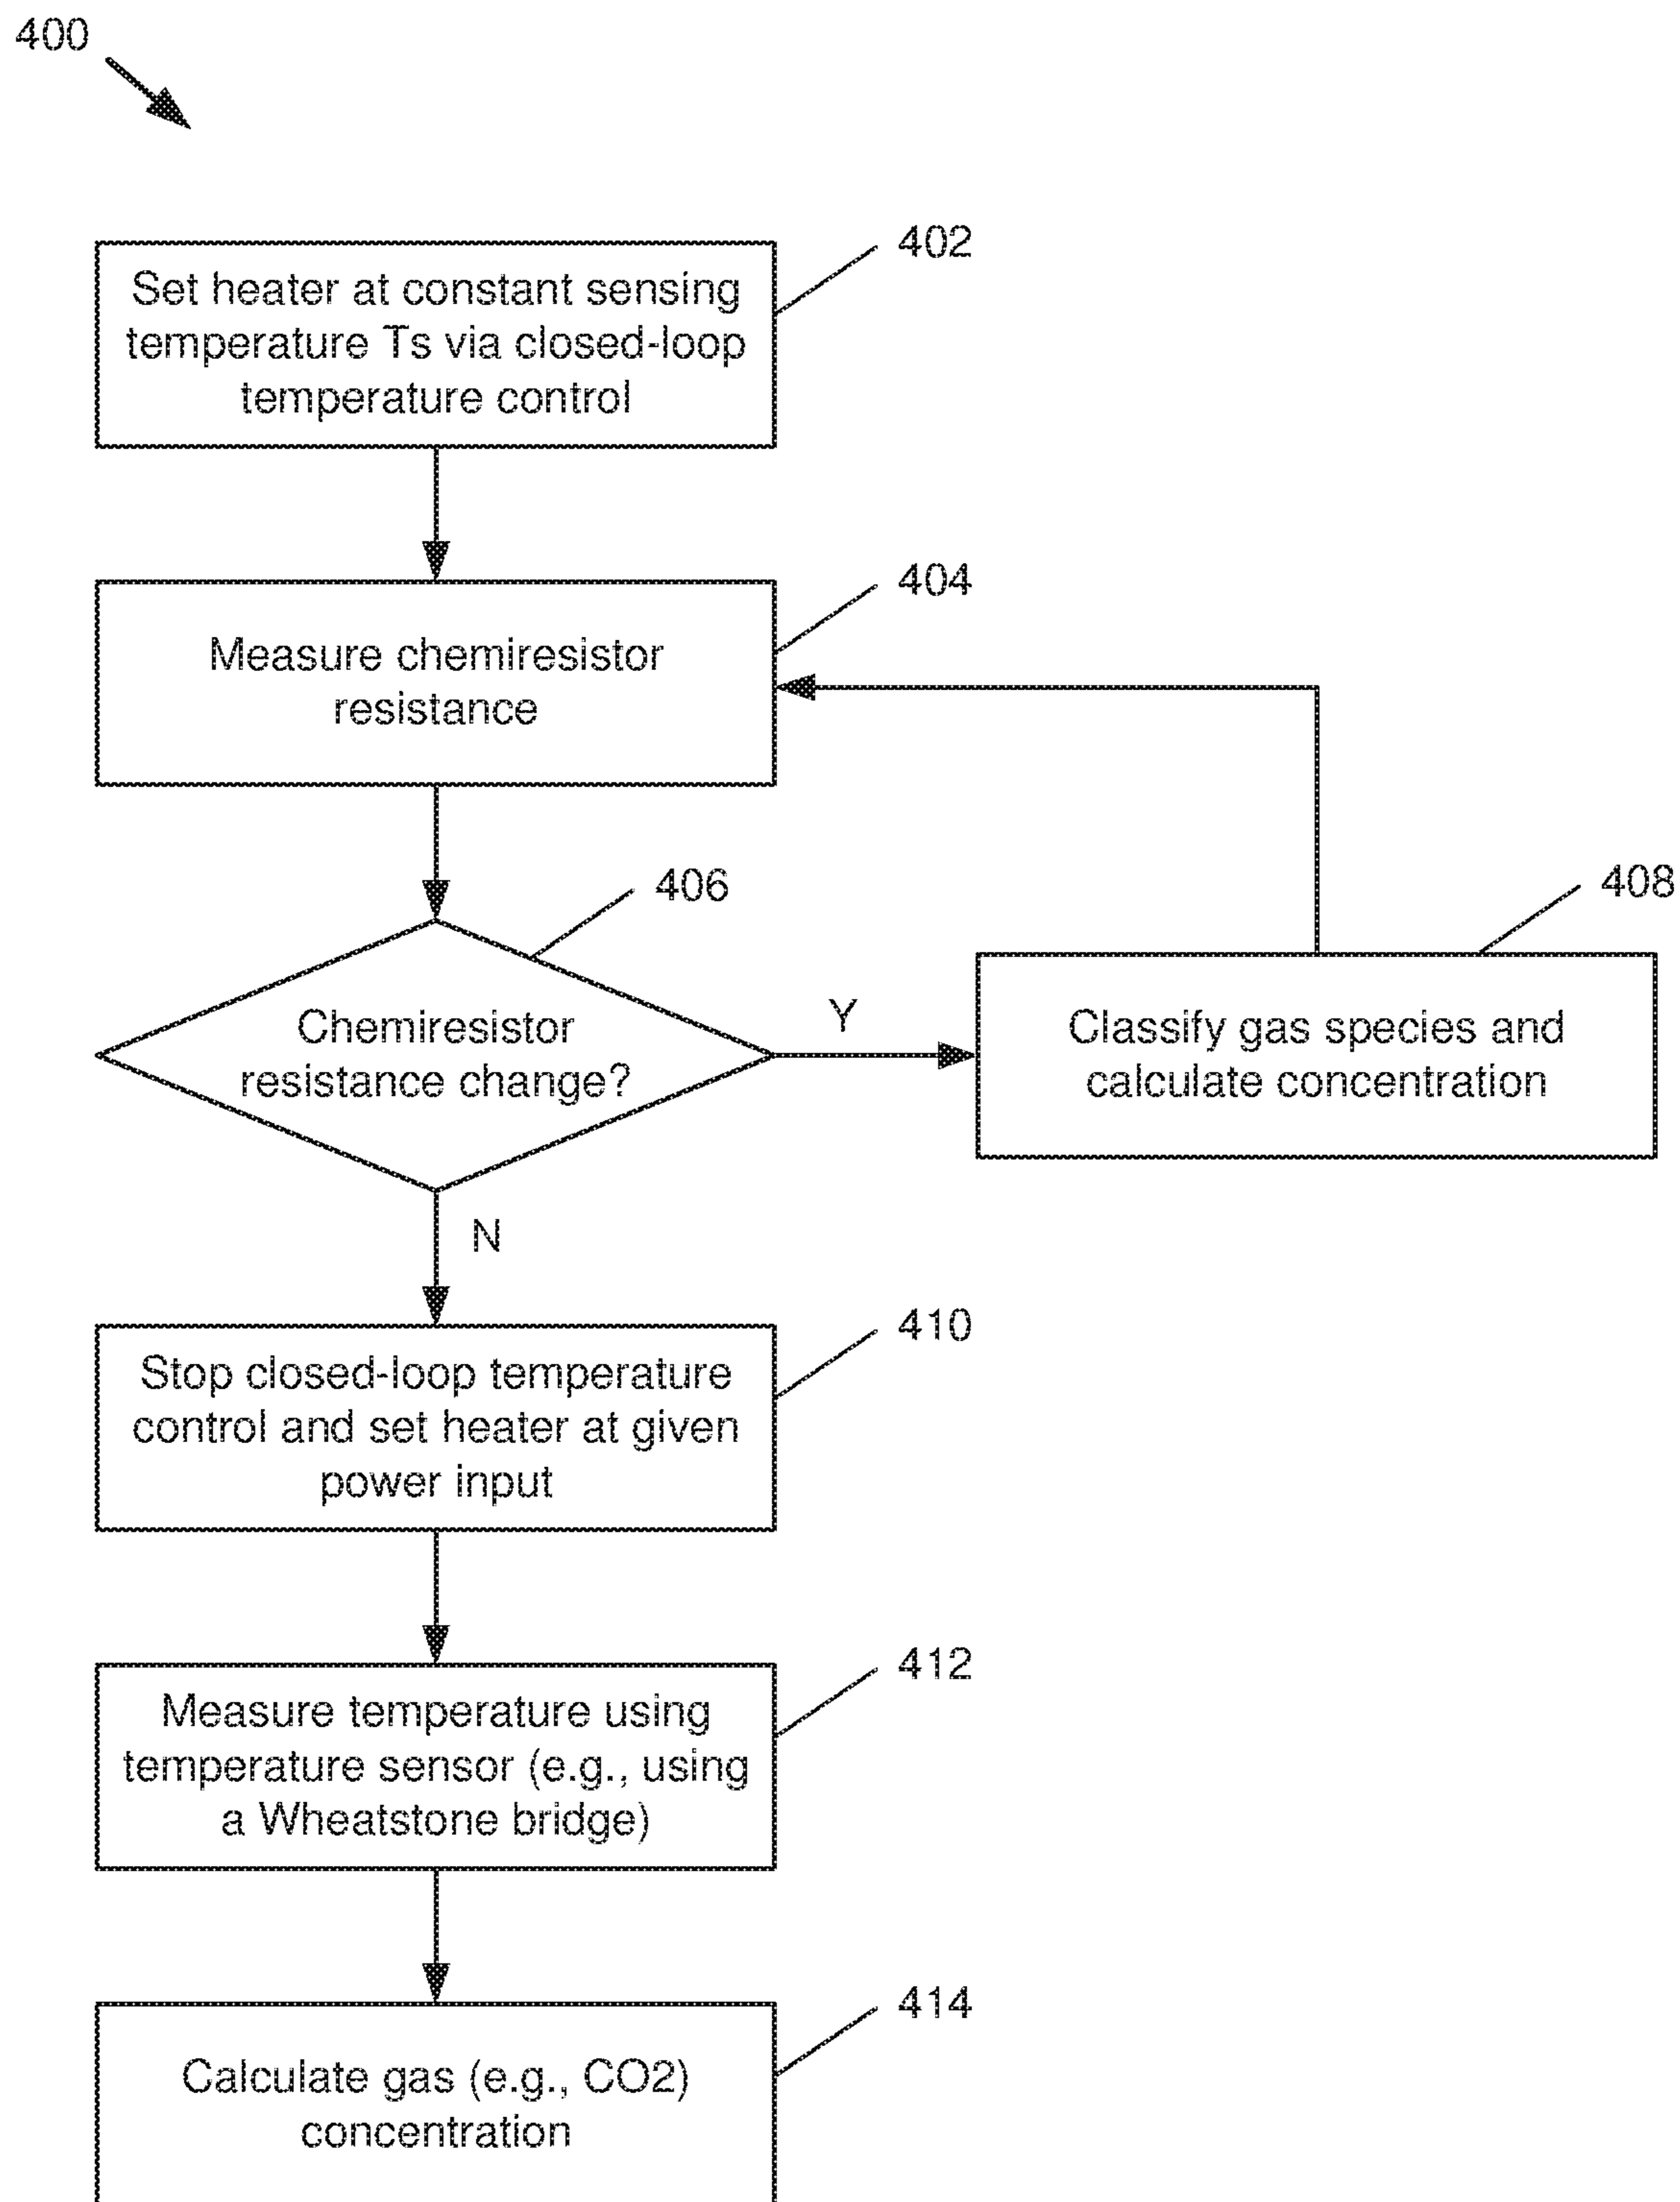 400
402
Set heater at constant sensing
temperature Ts via closed-loop
temperature control
404
Measure chemiresistor
resistance
406
408
Chemiresistor
resistance change?
Y
Classify gas species and
calculate concentration
N
410
Stop closed-loop temperature
control and set heater at given
power input
412
Measure temperature using
temperature sensor (e.g., using
a Wheatstone bridge)
414
Calculate gas (e.g., CO2)
concentration